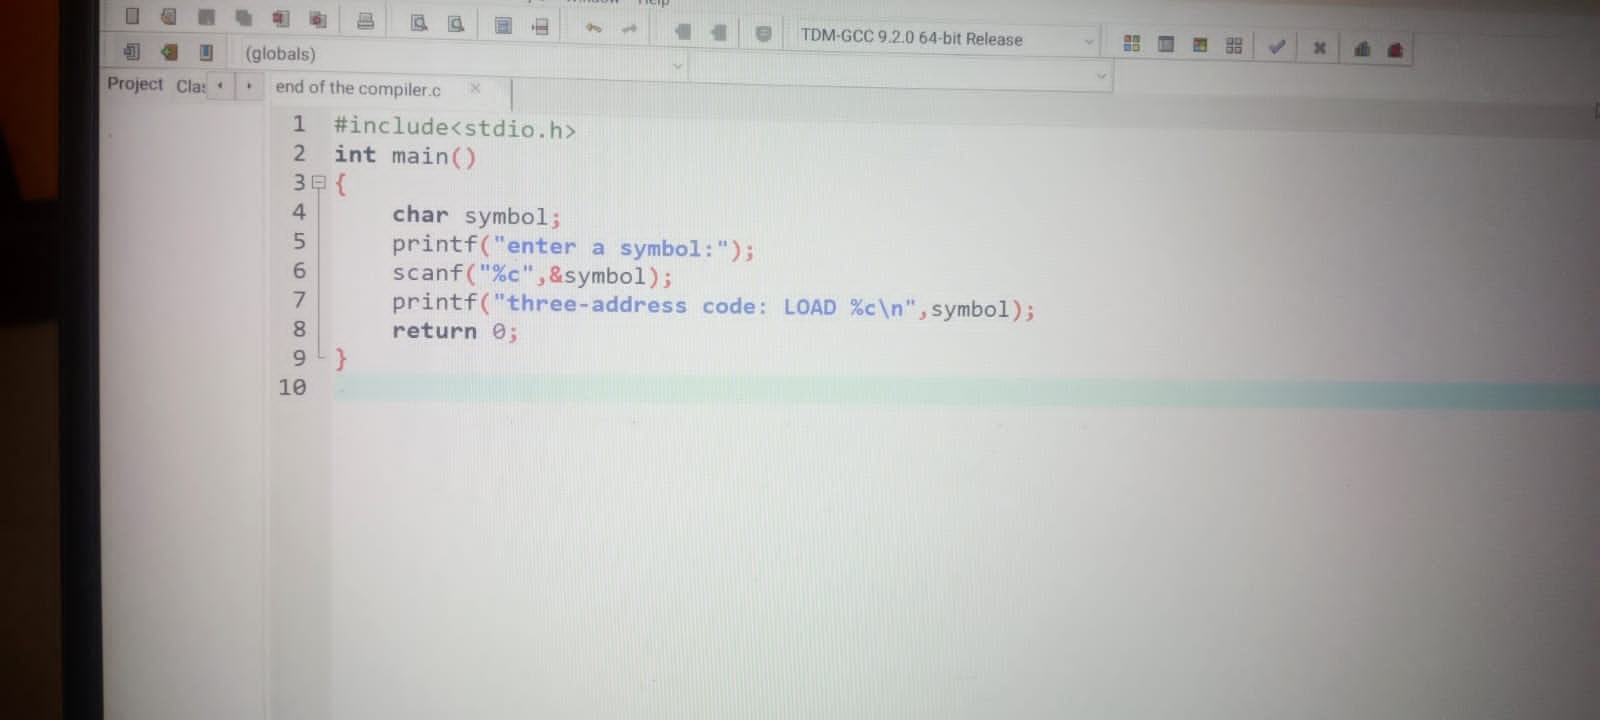 Help
TDM-GCC 9.2.0 64-bit Release
(globals)
Project
end of the compiler.c
1 #include<stdio.h>
2 int main()
3 {
4 char symbol;
5 printf("enter a symbol:");
6 scanf("%c",&symbol);
7 printf("three-address code: LOAD %c\n",symbol);
8 return 0;
9 }
10